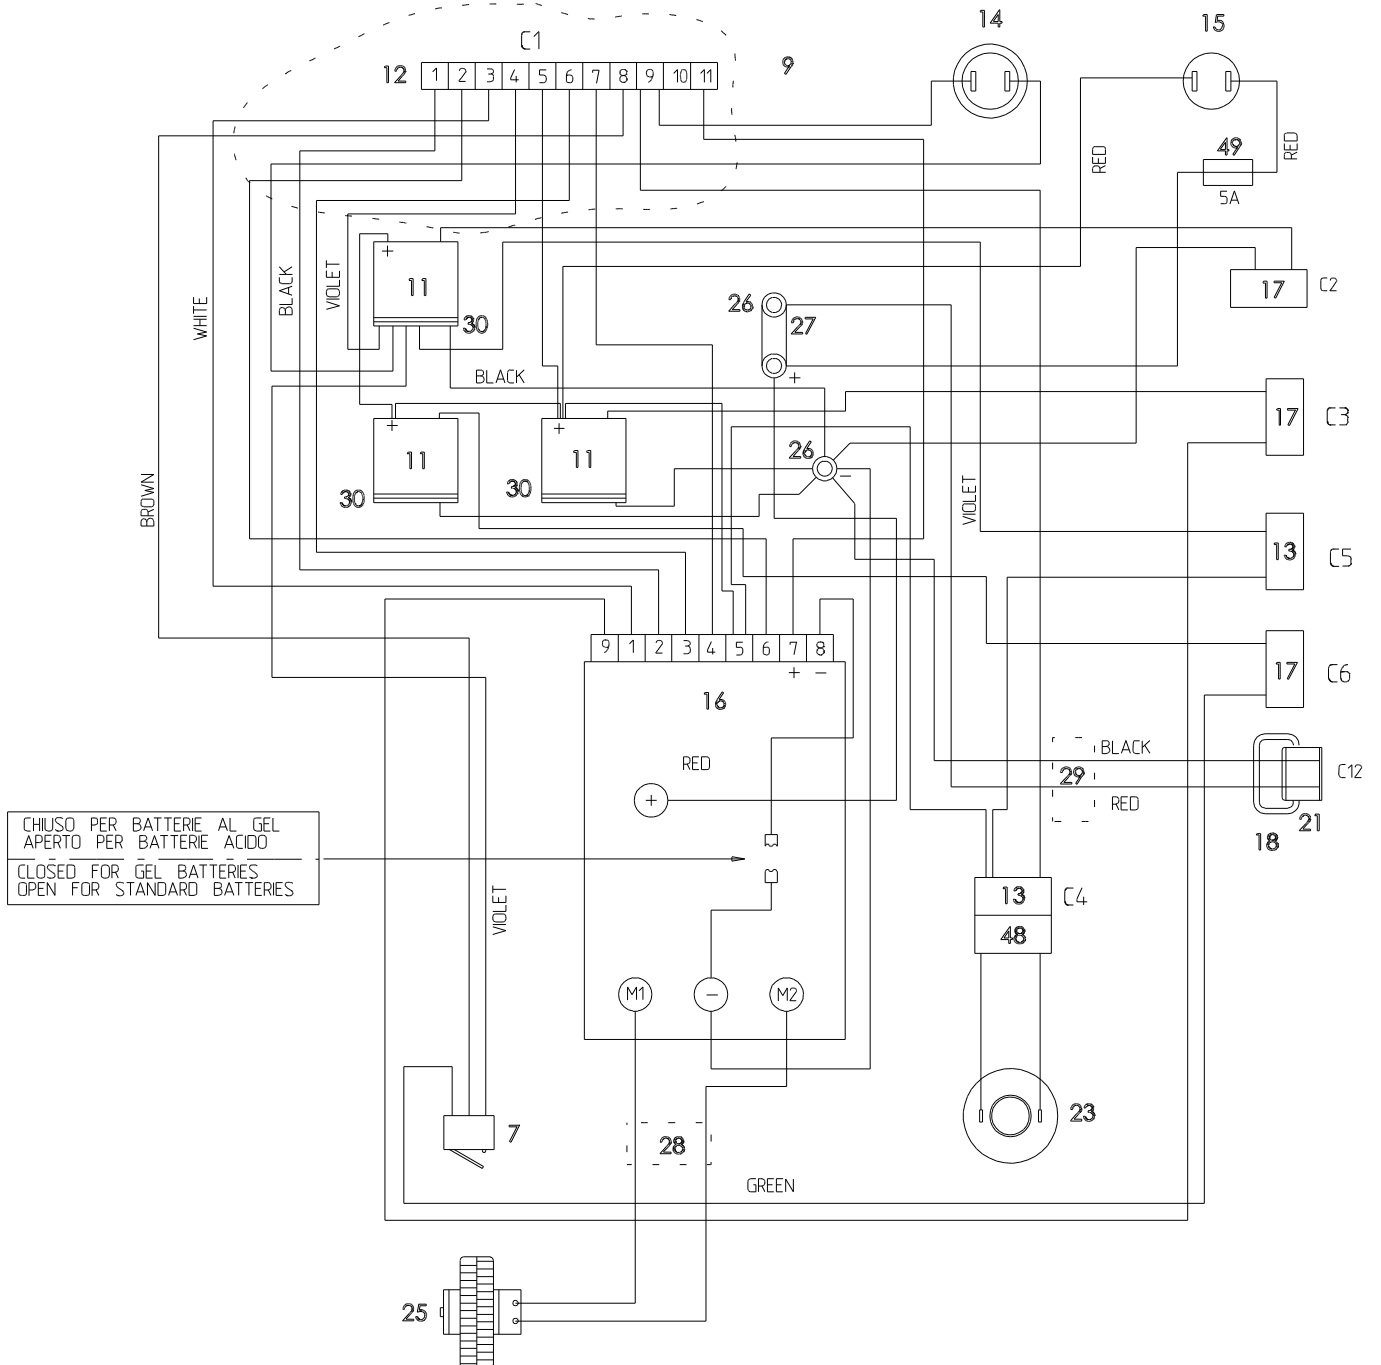 14
15
C1
9
12
1 2 3 4 5 6 7 8 9 10 11
49
RED
RED
5A
BLACK
VIOLET
WHITE
11
17
C2
26
27
30
+
+
BLACK
+
+
17
C3
26
11
11
−
30
30
BROWN
VIOLET
13
C5
9 1 2 3 4 5 6 7 8
+ −
17
C6
16
BLACK
RED
29
C12
+
RED
21
18
CHIUSO PER BATTERIE AL GEL
APERTO PER BATTERIE ACIDO
CLOSED FOR GEL BATTERIES
OPEN FOR STANDARD BATTERIES
VIOLET
13
C4
48
M1
−
M2
23
7
28
GREEN
25